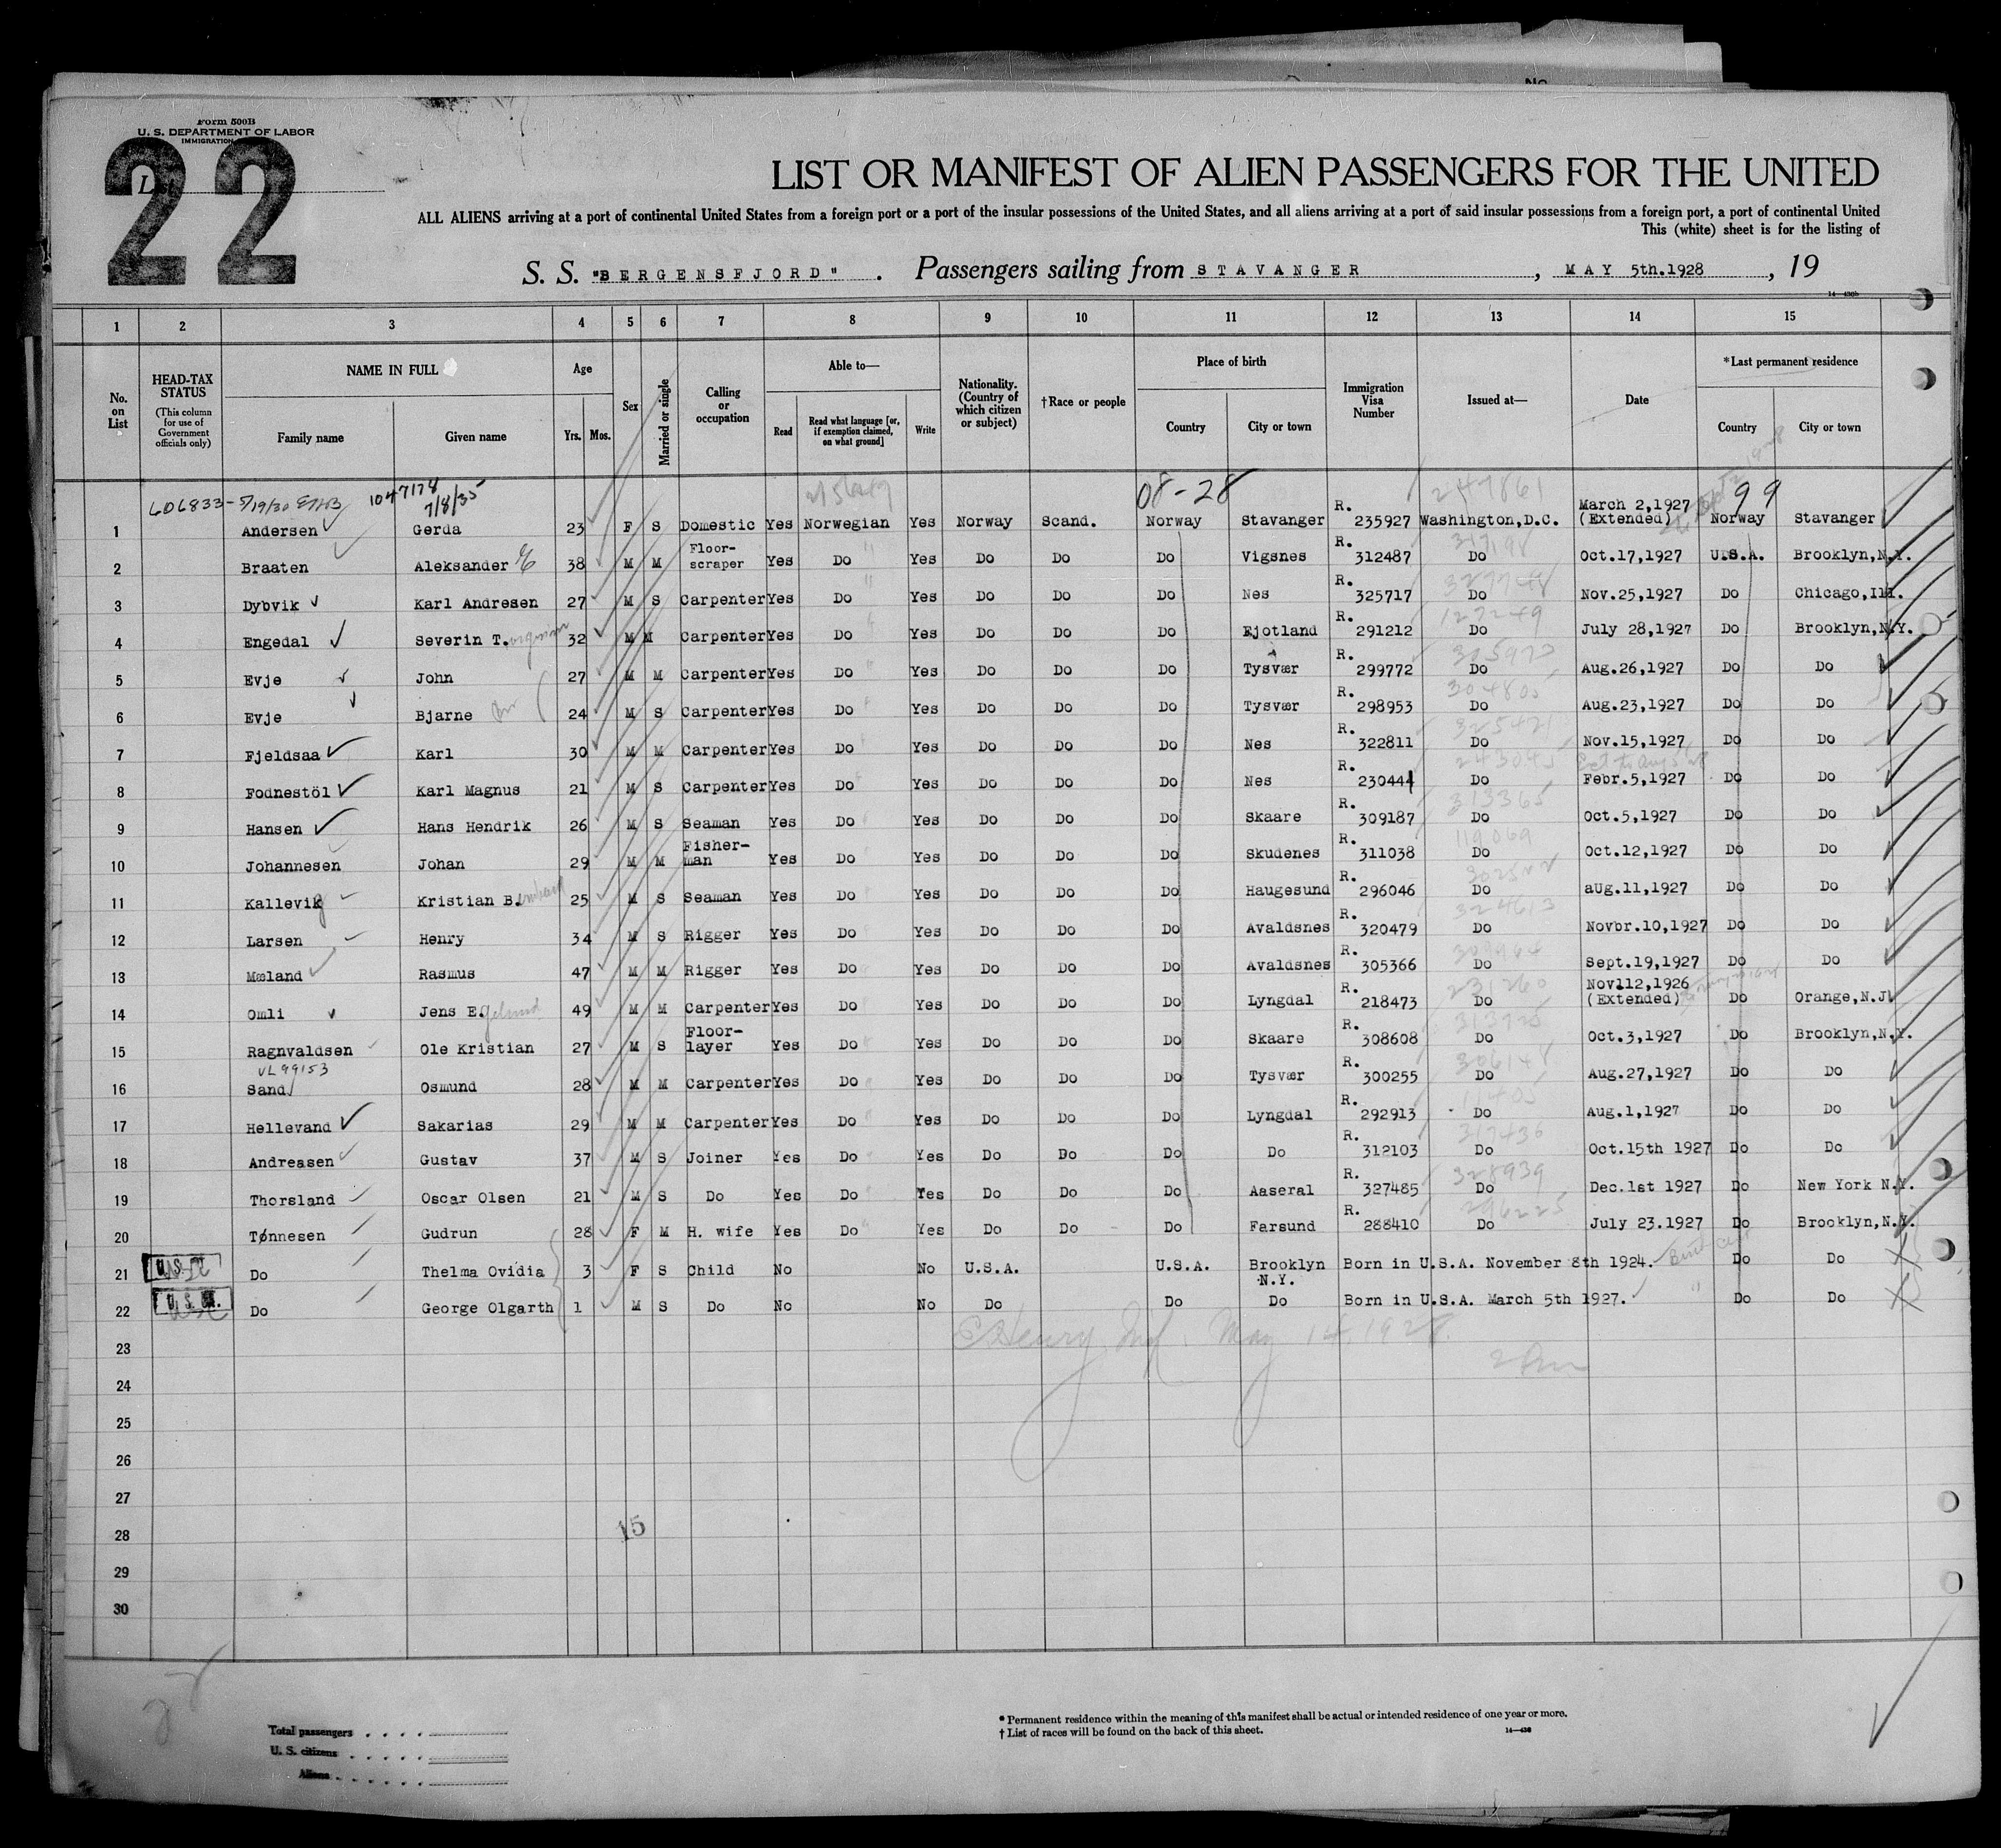 No
Form 500B
U. S. DEPARTMENT OF LABOR
IMMIGRATION
List
22
LIST OR MANIFEST OF ALIEN PASSENGERS FOR THE UNITED
ALL ALIENS arriving at a port of continental United States from a foreign port or a port of the insular possessions of the United States, and all aliens arriving at a port of said insular possessions from a foreign port, a port of continental United
This (white) sheet is for the listing of
S. S. "BERGENSFJORD". Passengers sailing from STAVANGER, MAY 5th.1928, 19
1 2 3 4 5 6 7 8 9 10 11 12 13 14 15
No. on List
HEAD-TAX STATUS (This column for use of Government officials only)
NAME IN FULL Family name Given name
Age Yrs. Mos.
Sex
Married or single
Calling or occupation
Able to— Read Read what language [or, if exemption claimed, on what ground] Write
Nationality. (Country of which citizen or subject)
†Race or people
Place of birth Country City or town
Immigration Visa Number
Issued at—
Date
*Last permanent residence Country City or town
606833-5/19/30 1047178 7/8/35 08-28 247861 99
1 Andersen Gerda 23 F S Domestic Yes Norwegian Yes Norway Scand. Norway Stavanger R. 235927 Washington,D.C. March 2,1927 (Extended) Norway Stavanger
2 Braaten Aleksander 38 M M Floor-scraper Yes Do Yes Do Do Do Vigsnes R. 312487 Do Oct.17,1927 U.S.A. Brooklyn,N.Y.
3 Dybvik Karl Andresen 27 M S Carpenter Yes Do Yes Do Do Do Nes R. 325717 Do Nov.25,1927 Do Chicago,Ill.
4 Engedal Severin T. 32 M M Carpenter Yes Do Yes Do Do Do Fjotland R. 291212 Do July 28,1927 Do Brooklyn,N.Y.
5 Evje John 27 M M Carpenter Yes Do Yes Do Do Do Tysvær R. 299772 Do Aug.26,1927 Do Do
6 Evje Bjarne 24 M S Carpenter Yes Do Yes Do Do Do Tysvær R. 298953 Do Aug.23,1927 Do Do
7 Fjeldsaa Karl 30 M M Carpenter Yes Do Yes Do Do Do Nes R. 322811 Do Nov.15,1927 Do Do
8 Fodnestöl Karl Magnus 21 M S Carpenter Yes Do Yes Do Do Do Nes R. 230444 Do Febr.5,1927 Do Do
9 Hansen Hans Hendrik 26 M S Seaman Yes Do Yes Do Do Do Skaare R. 309187 Do Oct.5,1927 Do Do
10 Johannesen Johan 29 M M Fisher-man Yes Do Yes Do Do Do Skudenes R. 311038 Do Oct.12,1927 Do Do
11 Kallevig Kristian B. 25 M S Seaman Yes Do Yes Do Do Do Haugesund R. 296046 Do aUg.11,1927 Do Do
12 Larsen Henry 34 M S Rigger Yes Do Yes Do Do Do Avaldsnes R. 320479 Do Novbr.10,1927 Do Do
13 Mæland Rasmus 47 M M Rigger Yes Do Yes Do Do Do Avaldsnes R. 305366 Do Sept.19,1927 Do Do
14 Omli Jens E. 49 M M Carpenter Yes Do Yes Do Do Do Lyngdal R. 218473 Do Nov112,1926 (Extended) Do Orange,N.J.
15 Ragnvaldsen Ole Kristian 27 M S Floor-layer Yes Do Yes Do Do Do Skaare R. 308608 Do Oct.3,1927 Do Brooklyn,N.Y.
VL 99153
16 Sand Osmund 28 M M Carpenter Yes Do Yes Do Do Do Tysvær R. 300255 Do Aug.27,1927 Do Do
17 Hellevand Sakarias 29 M M Carpenter Yes Do Yes Do Do Do Lyngdal R. 292913 Do Aug.1,1927 Do Do
18 Andreasen Gustav 37 M S Joiner Yes Do Yes Do Do Do Do R. 312103 Do Oct.15th 1927 Do Do
19 Thorsland Oscar Olsen 21 M S Do Yes Do Yes Do Do Do Aaseral R. 327485 Do Dec.1st 1927 Do New York N.Y.
20 Tønnesen Gudrun 28 F M H. wife Yes Do Yes Do Do Do Farsund R. 288410 Do July 23.1927 Do Brooklyn,N.Y.
21 Do Thelma Ovidia 3 F S Child No No U.S.A. U.S.A. Brooklyn N.Y. Born in U.S.A. November 8th 1924. Do Do
22 Do George Olgarth 1 M S Do No No Do Do Do Born in U.S.A. March 5th 1927. Do Do
23 May 14, 1928
24
25
26
27
28 15
29
30
Total passengers
U. S. citizens
Aliens
* Permanent residence within the meaning of this manifest shall be actual or intended residence of one year or more.
† List of races will be found on the back of this sheet.